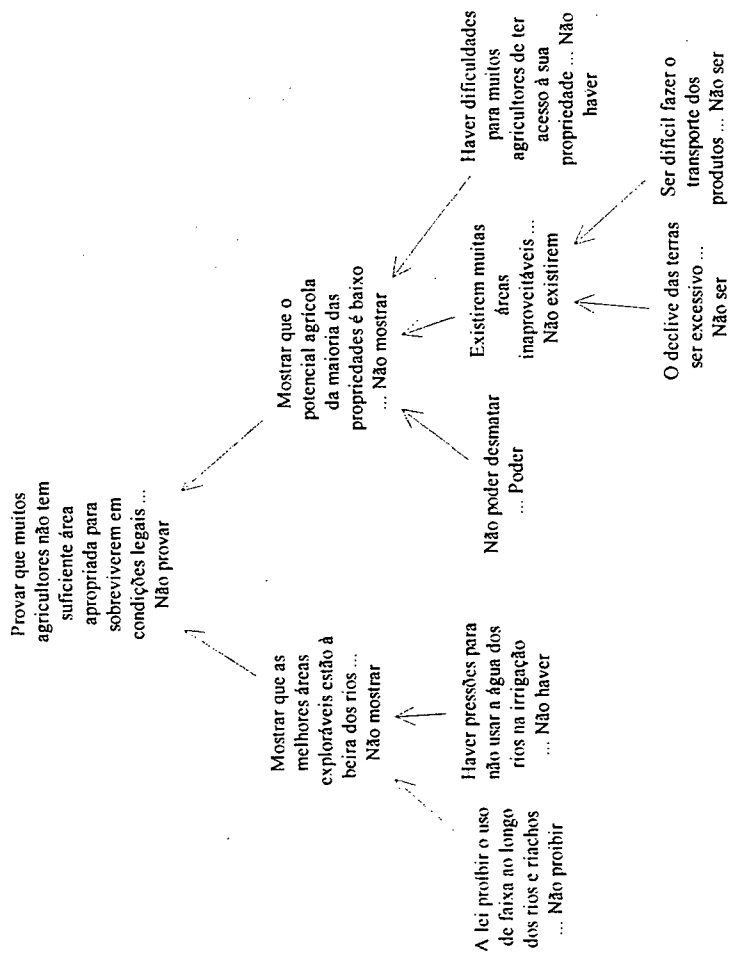 Provar que muitos
agricultores não tem
suficiente área
apropriada para
sobreviverem em
condições legais ...
Não provar
Mostrar que as
melhores áreas
exploráveis estão à
beira dos rios ...
Não mostrar
Mostrar que o
potencial agrícola
da maioria das
propriedades é baixo
... Não mostrar
A lei proibir o uso
de faixa ao longo
dos rios e riachos
... Não proibir
Haver pressões para
não usar a água dos
rios na irrigação
... Não haver
Não poder desmatar
... Poder
Existirem muitas
áreas
inaproveitáveis ...
Não existirem
Haver dificuldades
para muitos
agricultores de ter
acesso à sua
propriedade ... Não
haver
O declive das terras
ser excessivo ...
Não ser
Ser difícil fazer o
transporte dos
produtos ... Não ser